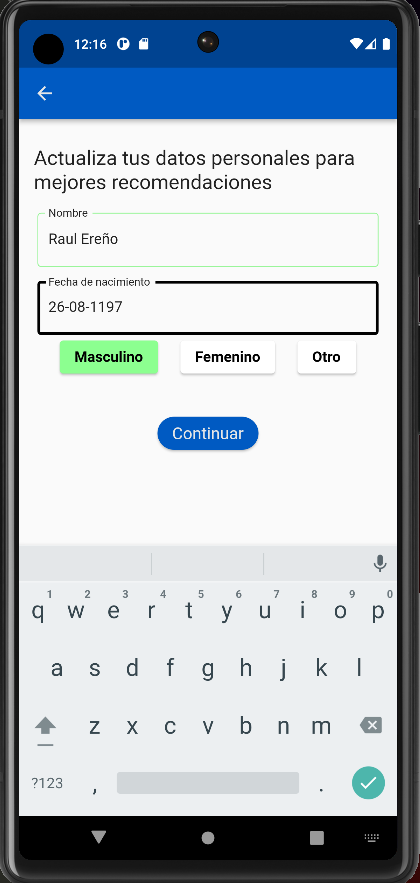 12:16
Actualiza tus datos personales para
mejores recomendaciones
Nombre
Raul Ereño
Fecha de nacimiento
26-08-1197
Masculino Femenino Otro
Continuar
1 2 3 4 5 6 7 8 9 0
q w e r t y u i o p
a s d f g h j k l
z x c v b n m
?123 , .